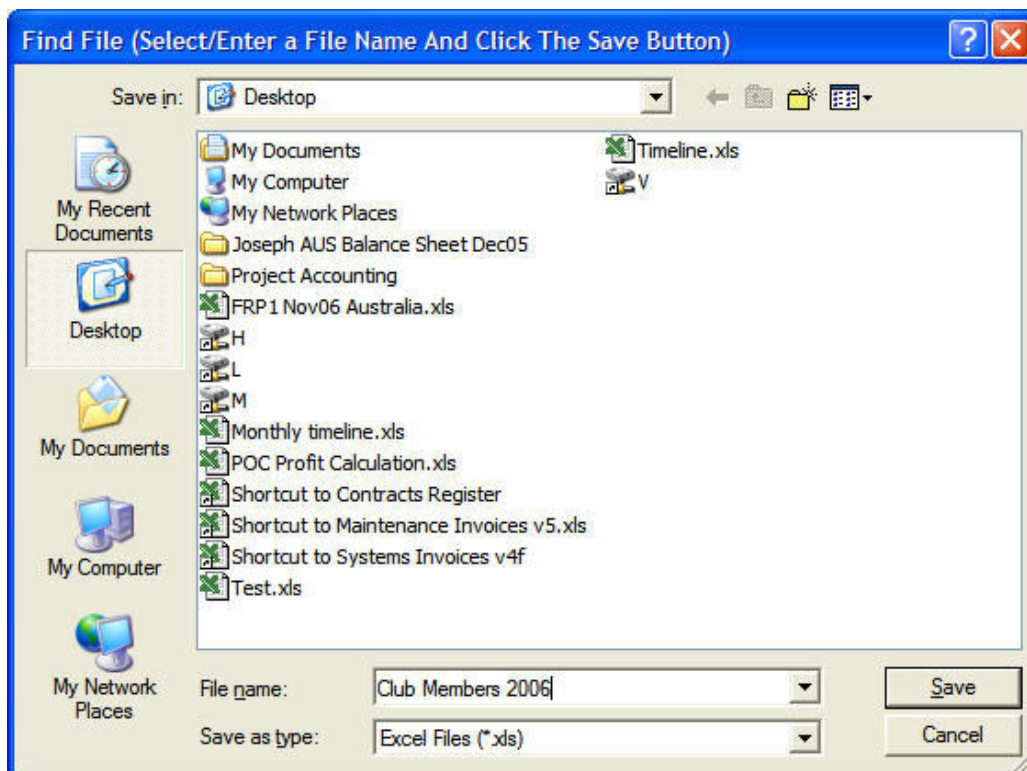 Find File (Select/Enter a File Name And Click The Save Button)
Save in:
Desktop
My Recent
Documents
Desktop
My Documents
My Computer
My Network
Places
My Documents
My Computer
My Network Places
Joseph AUS Balance Sheet Dec05
Project Accounting
FRP1 Nov06 Australia.xls
H
L
M
Monthly timeline.xls
POC Profit Calculation.xls
Shortcut to Contracts Register
Shortcut to Maintenance Invoices v5.xls
Shortcut to Systems Invoices v4f
Test.xls
Timeline.xls
V
File name:
Club Members 2006
Save
Save as type:
Excel Files (*.xls)
Cancel